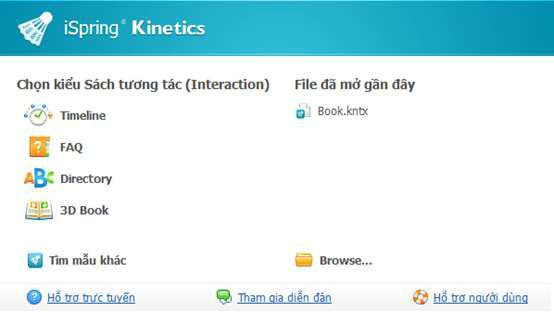 iSpring® Kinetics
Chọn kiểu Sách tương tác (Interaction)
Timeline
FAQ
Directory
3D Book
Tìm mẫu khác
File đã mở gần đây
Book.kntx
Browse...
Hỗ trợ trực tuyến
Tham gia diễn đàn
Hỗ trợ người dùng